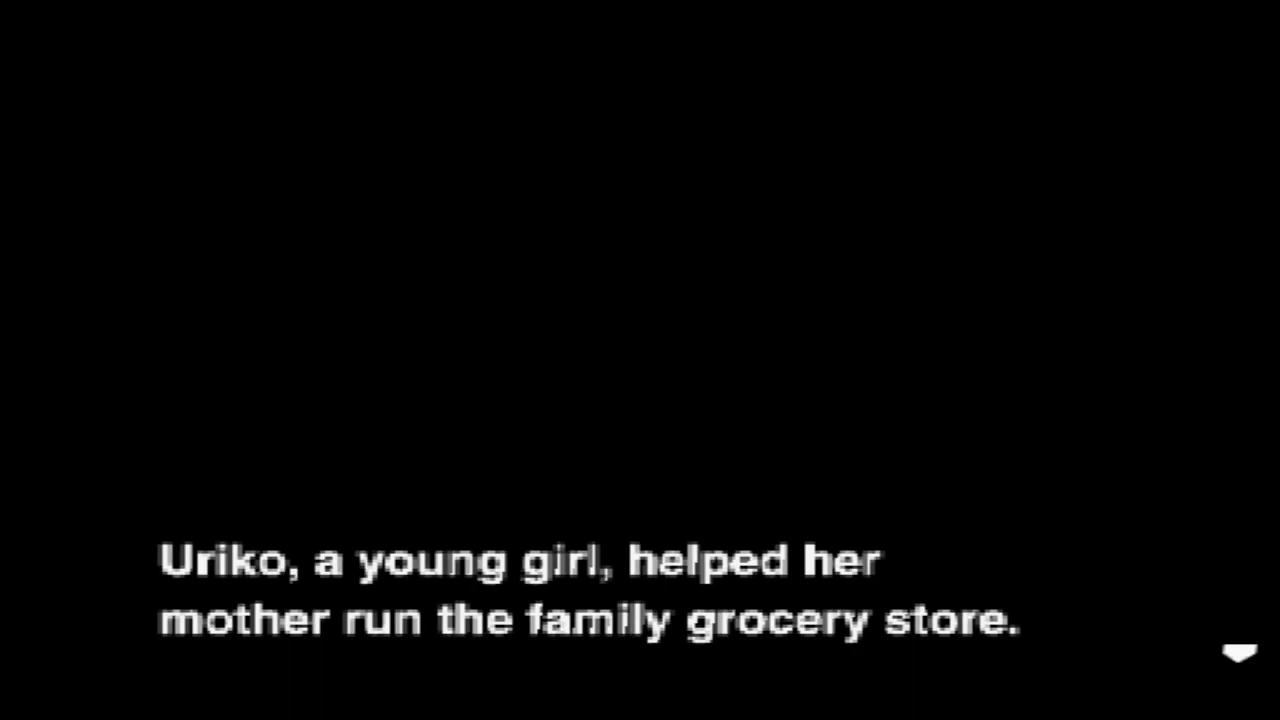 Uriko, a young girl, helped her
mother run the family grocery store.